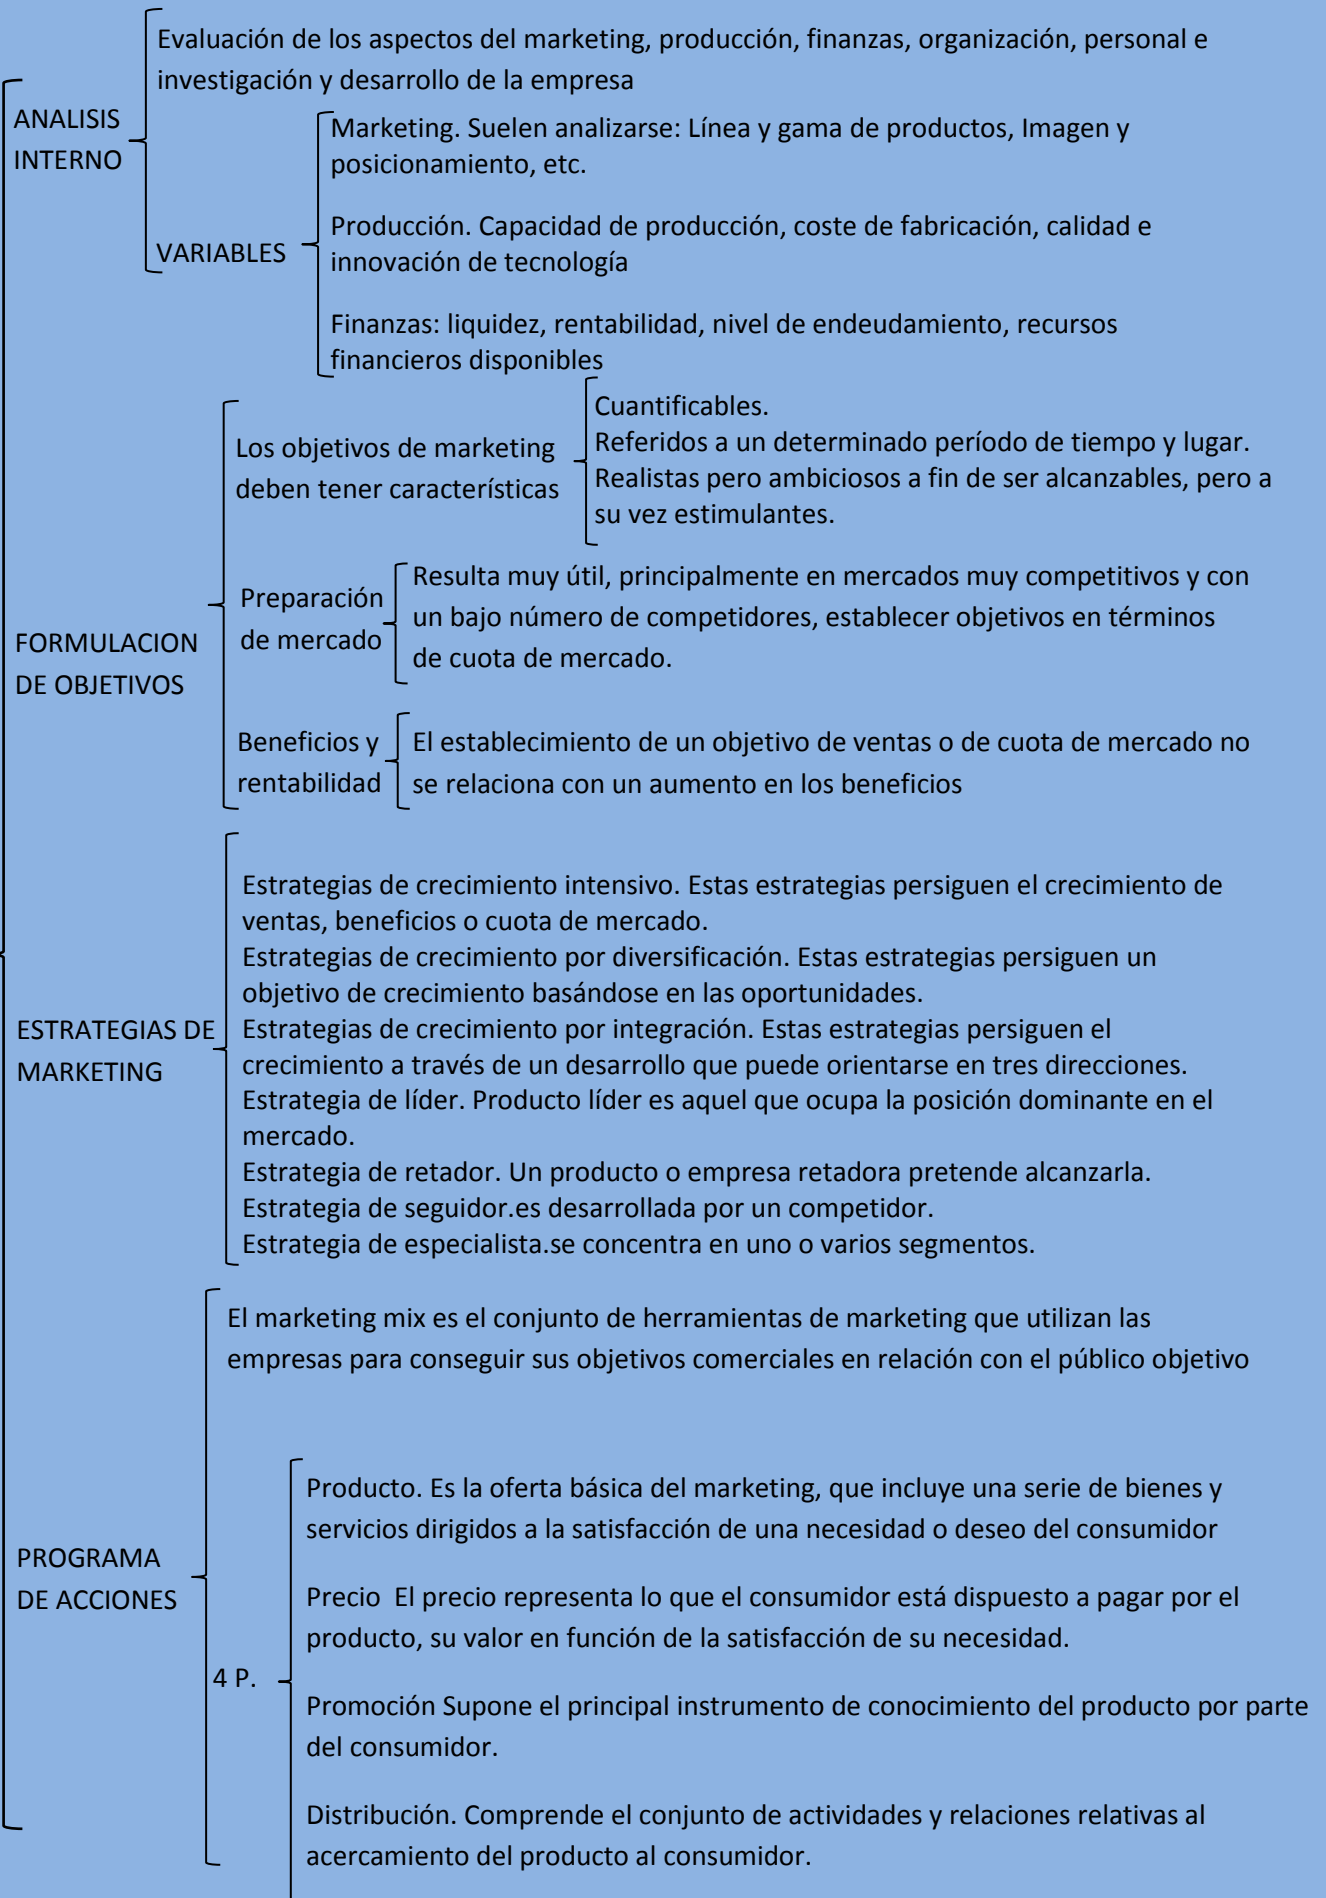 Evaluación de los aspectos del marketing, producción, finanzas, organización, personal e
investigación y desarrollo de la empresa
ANALISIS
INTERNO
Marketing. Suelen analizarse: Línea y gama de productos, Imagen y
posicionamiento, etc.
VARIABLES
Producción. Capacidad de producción, coste de fabricación, calidad e
innovación de tecnología
Finanzas: liquidez, rentabilidad, nivel de endeudamiento, recursos
financieros disponibles
FORMULACION
DE OBJETIVOS
Los objetivos de marketing
deben tener características
Cuantificables.
Referidos a un determinado período de tiempo y lugar.
Realistas pero ambiciosos a fin de ser alcanzables, pero a
su vez estimulantes.
Preparación
de mercado
Resulta muy útil, principalmente en mercados muy competitivos y con
un bajo número de competidores, establecer objetivos en términos
de cuota de mercado.
Beneficios y
rentabilidad
El establecimiento de un objetivo de ventas o de cuota de mercado no
se relaciona con un aumento en los beneficios
ESTRATEGIAS DE
MARKETING
Estrategias de crecimiento intensivo. Estas estrategias persiguen el crecimiento de
ventas, beneficios o cuota de mercado.
Estrategias de crecimiento por diversificación. Estas estrategias persiguen un
objetivo de crecimiento basándose en las oportunidades.
Estrategias de crecimiento por integración. Estas estrategias persiguen el
crecimiento a través de un desarrollo que puede orientarse en tres direcciones.
Estrategia de líder. Producto líder es aquel que ocupa la posición dominante en el
mercado.
Estrategia de retador. Un producto o empresa retadora pretende alcanzarla.
Estrategia de seguidor.es desarrollada por un competidor.
Estrategia de especialista.se concentra en uno o varios segmentos.
PROGRAMA
DE ACCIONES
El marketing mix es el conjunto de herramientas de marketing que utilizan las
empresas para conseguir sus objetivos comerciales en relación con el público objetivo
4 P.
Producto. Es la oferta básica del marketing, que incluye una serie de bienes y
servicios dirigidos a la satisfacción de una necesidad o deseo del consumidor
Precio  El precio representa lo que el consumidor está dispuesto a pagar por el
producto, su valor en función de la satisfacción de su necesidad.
Promoción Supone el principal instrumento de conocimiento del producto por parte
del consumidor.
Distribución. Comprende el conjunto de actividades y relaciones relativas al
acercamiento del producto al consumidor.